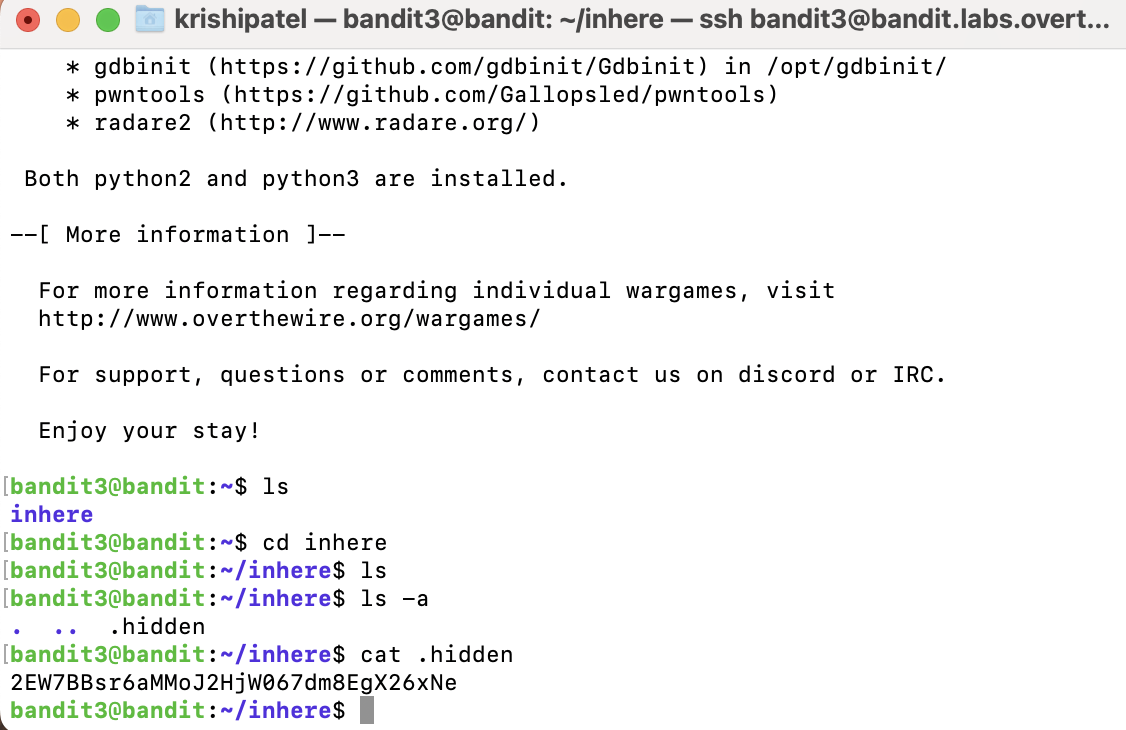 krishipatel — bandit3@bandit: ~/inhere — ssh bandit3@bandit.labs.overt...
* gdbinit (https://github.com/gdbinit/Gdbinit) in /opt/gdbinit/
* pwntools (https://github.com/Gallopsled/pwntools)
* radare2 (http://www.radare.org/)
Both python2 and python3 are installed.
--[ More information ]--
For more information regarding individual wargames, visit
http://www.overthewire.org/wargames/
For support, questions or comments, contact us on discord or IRC.
Enjoy your stay!
[bandit3@bandit:~$ ls
inhere
[bandit3@bandit:~$ cd inhere
[bandit3@bandit:~/inhere$ ls
[bandit3@bandit:~/inhere$ ls -a
.  ..  .hidden
[bandit3@bandit:~/inhere$ cat .hidden
2EW7BBsr6aMMoJ2HjW067dm8EgX26xNe
bandit3@bandit:~/inhere$